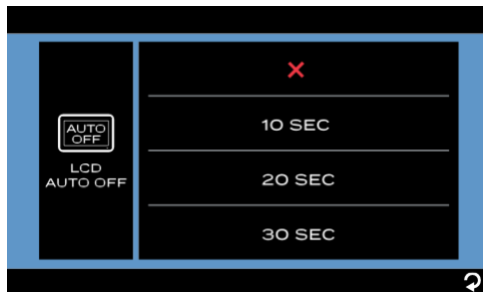 AUTO
OFF
LCD
AUTO OFF
10 SEC
20 SEC
30 SEC